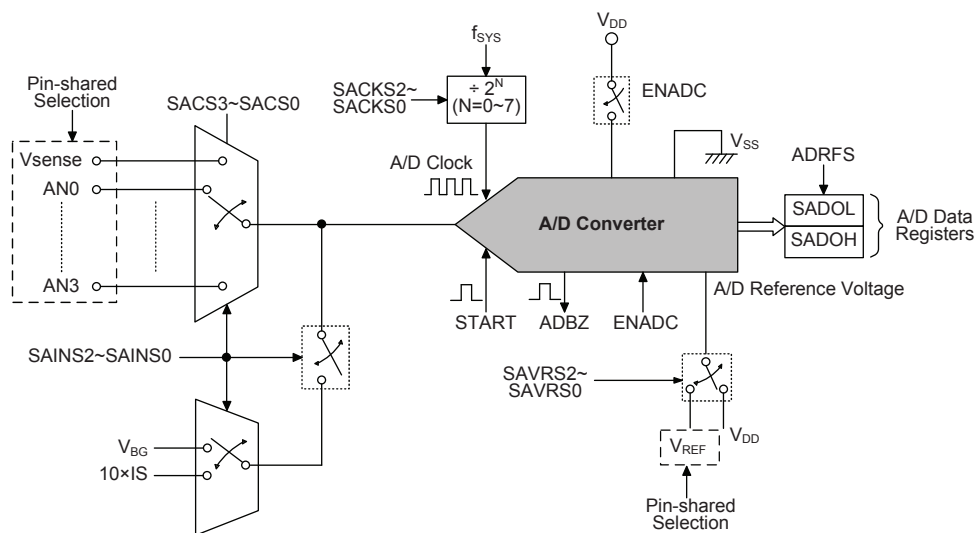 f_SYS
V_DD
Pin-shared
Selection
SACS3~SACS0
SACKS2~
SACKS0
÷ 2^N
(N=0~7)
ENADC
Vsense
AN0
AN3
A/D Clock
V_SS
ADRFS
A/D Converter
SADOL
SADOH
A/D Data
Registers
START
ADBZ
ENADC
A/D Reference Voltage
SAINS2~SAINS0
SAVRS2~
SAVRS0
V_BG
10×IS
V_REF
V_DD
Pin-shared
Selection